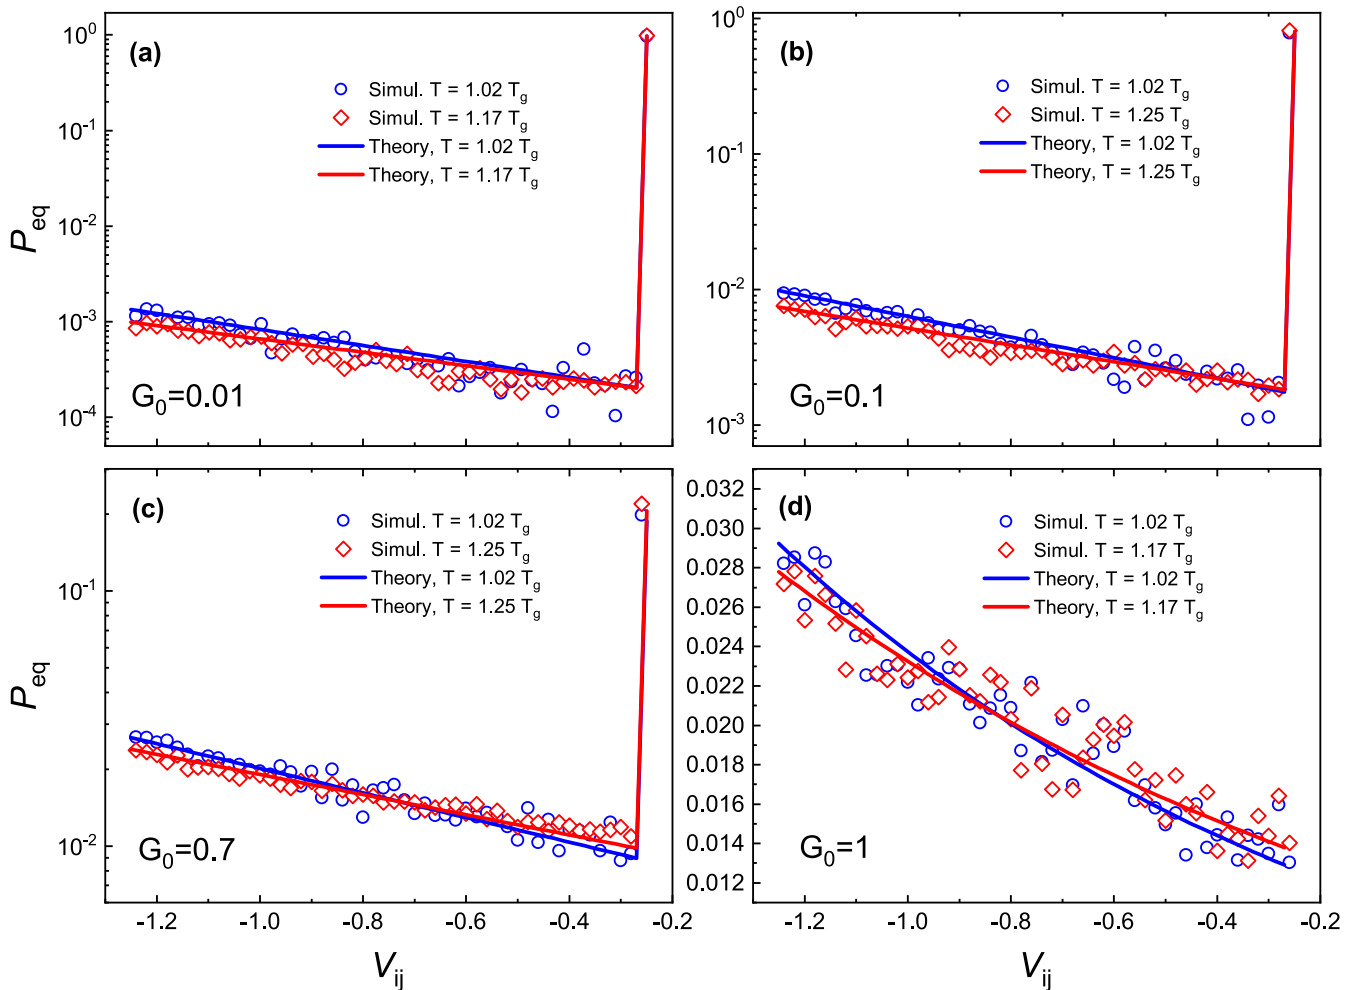 (a)
Simul. T = 1.02 T_g
Simul. T = 1.17 T_g
Theory, T = 1.02 T_g
Theory, T = 1.17 T_g
10^0
10^-1
10^-2
10^-3
10^-4
P_eq
G_0=0.01
(b)
Simul. T = 1.02 T_g
Simul. T = 1.25 T_g
Theory, T = 1.02 T_g
Theory, T = 1.25 T_g
10^0
10^-1
10^-2
10^-3
G_0=0.1
(c)
Simul. T = 1.02 T_g
Simul. T = 1.25 T_g
Theory, T = 1.02 T_g
Theory, T = 1.25 T_g
10^-1
10^-2
P_eq
G_0=0.7
-1.2 -1.0 -0.8 -0.6 -0.4 -0.2
V_ij
(d)
Simul. T = 1.02 T_g
Simul. T = 1.17 T_g
Theory, T = 1.02 T_g
Theory, T = 1.17 T_g
0.032
0.030
0.028
0.026
0.024
0.022
0.020
0.018
0.016
0.014
0.012
G_0=1
-1.2 -1.0 -0.8 -0.6 -0.4 -0.2
V_ij